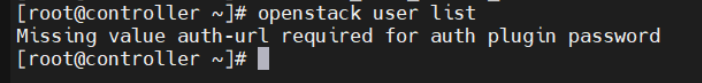 [root@controller ~]# openstack user list
Missing value auth-url required for auth plugin password
[root@controller ~]#